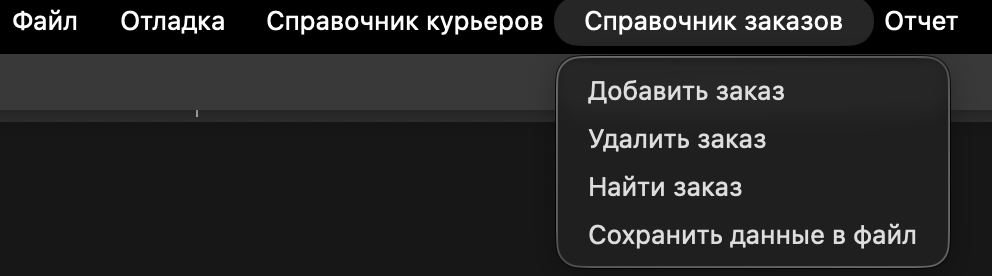 Файл Отладка Справочник курьеров Справочник заказов Отчет
Добавить заказ
Удалить заказ
Найти заказ
Сохранить данные в файл